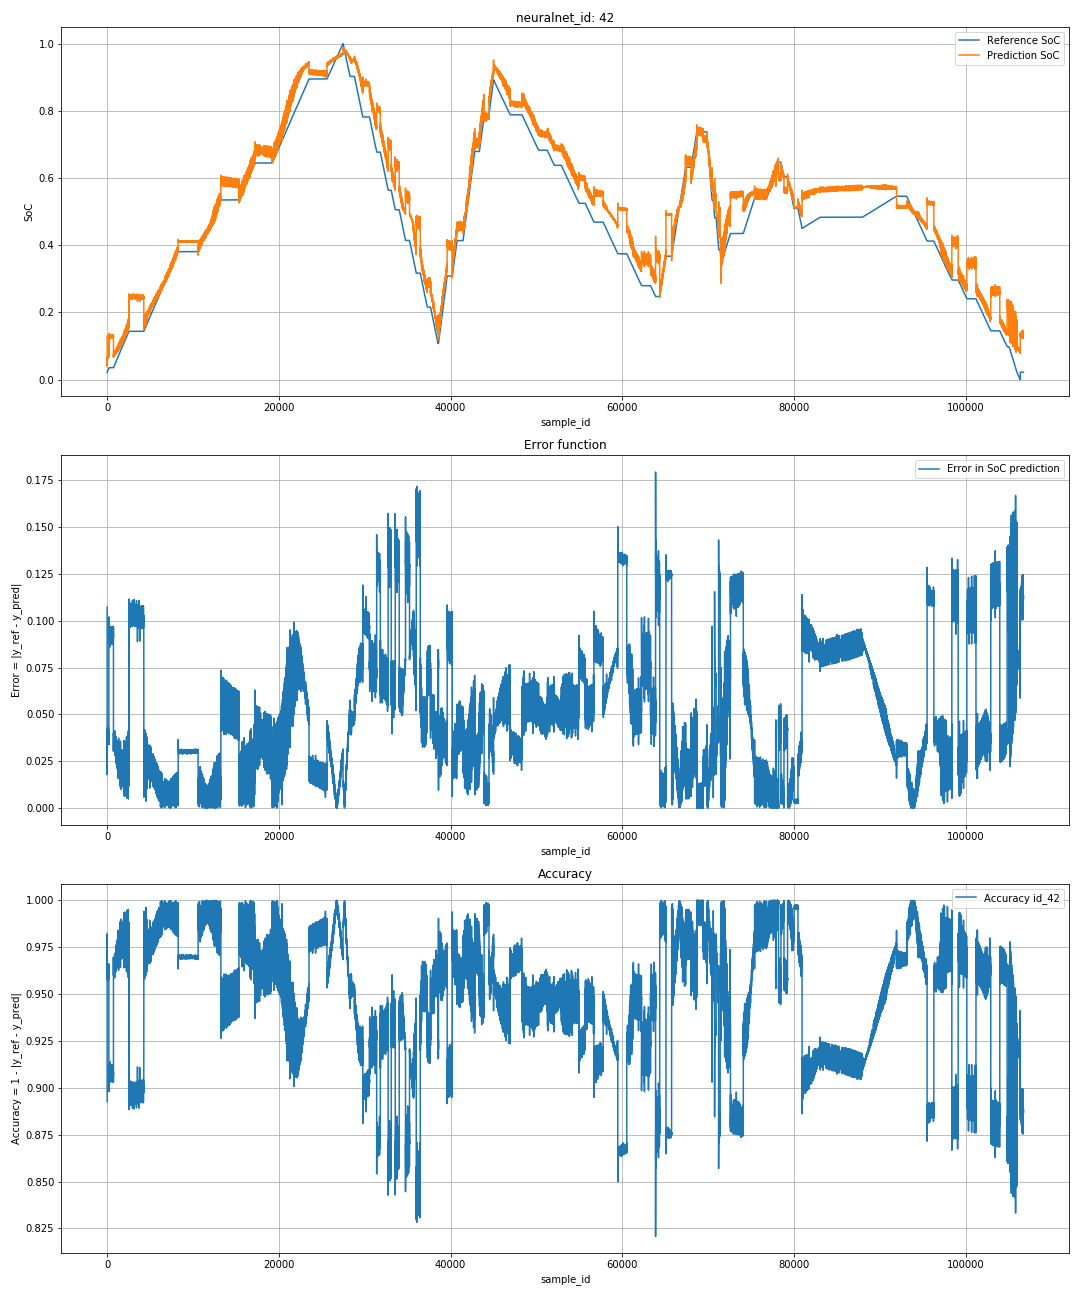 neuralnet_id: 42
Reference SoC
Prediction SoC
1.0
0.8
0.6
0.4
0.2
0.0
SoC
0 20000 40000 60000 80000 100000
sample_id
Error function
Error in SoC prediction
0.175
0.150
0.125
0.100
0.075
0.050
0.025
0.000
Error = |y_ref - y_pred|
0 20000 40000 60000 80000 100000
sample_id
Accuracy
Accuracy id_42
1.000
0.975
0.950
0.925
0.900
0.875
0.850
0.825
Accuracy = 1 - |y_ref - y_pred|
0 20000 40000 60000 80000 100000
sample_id